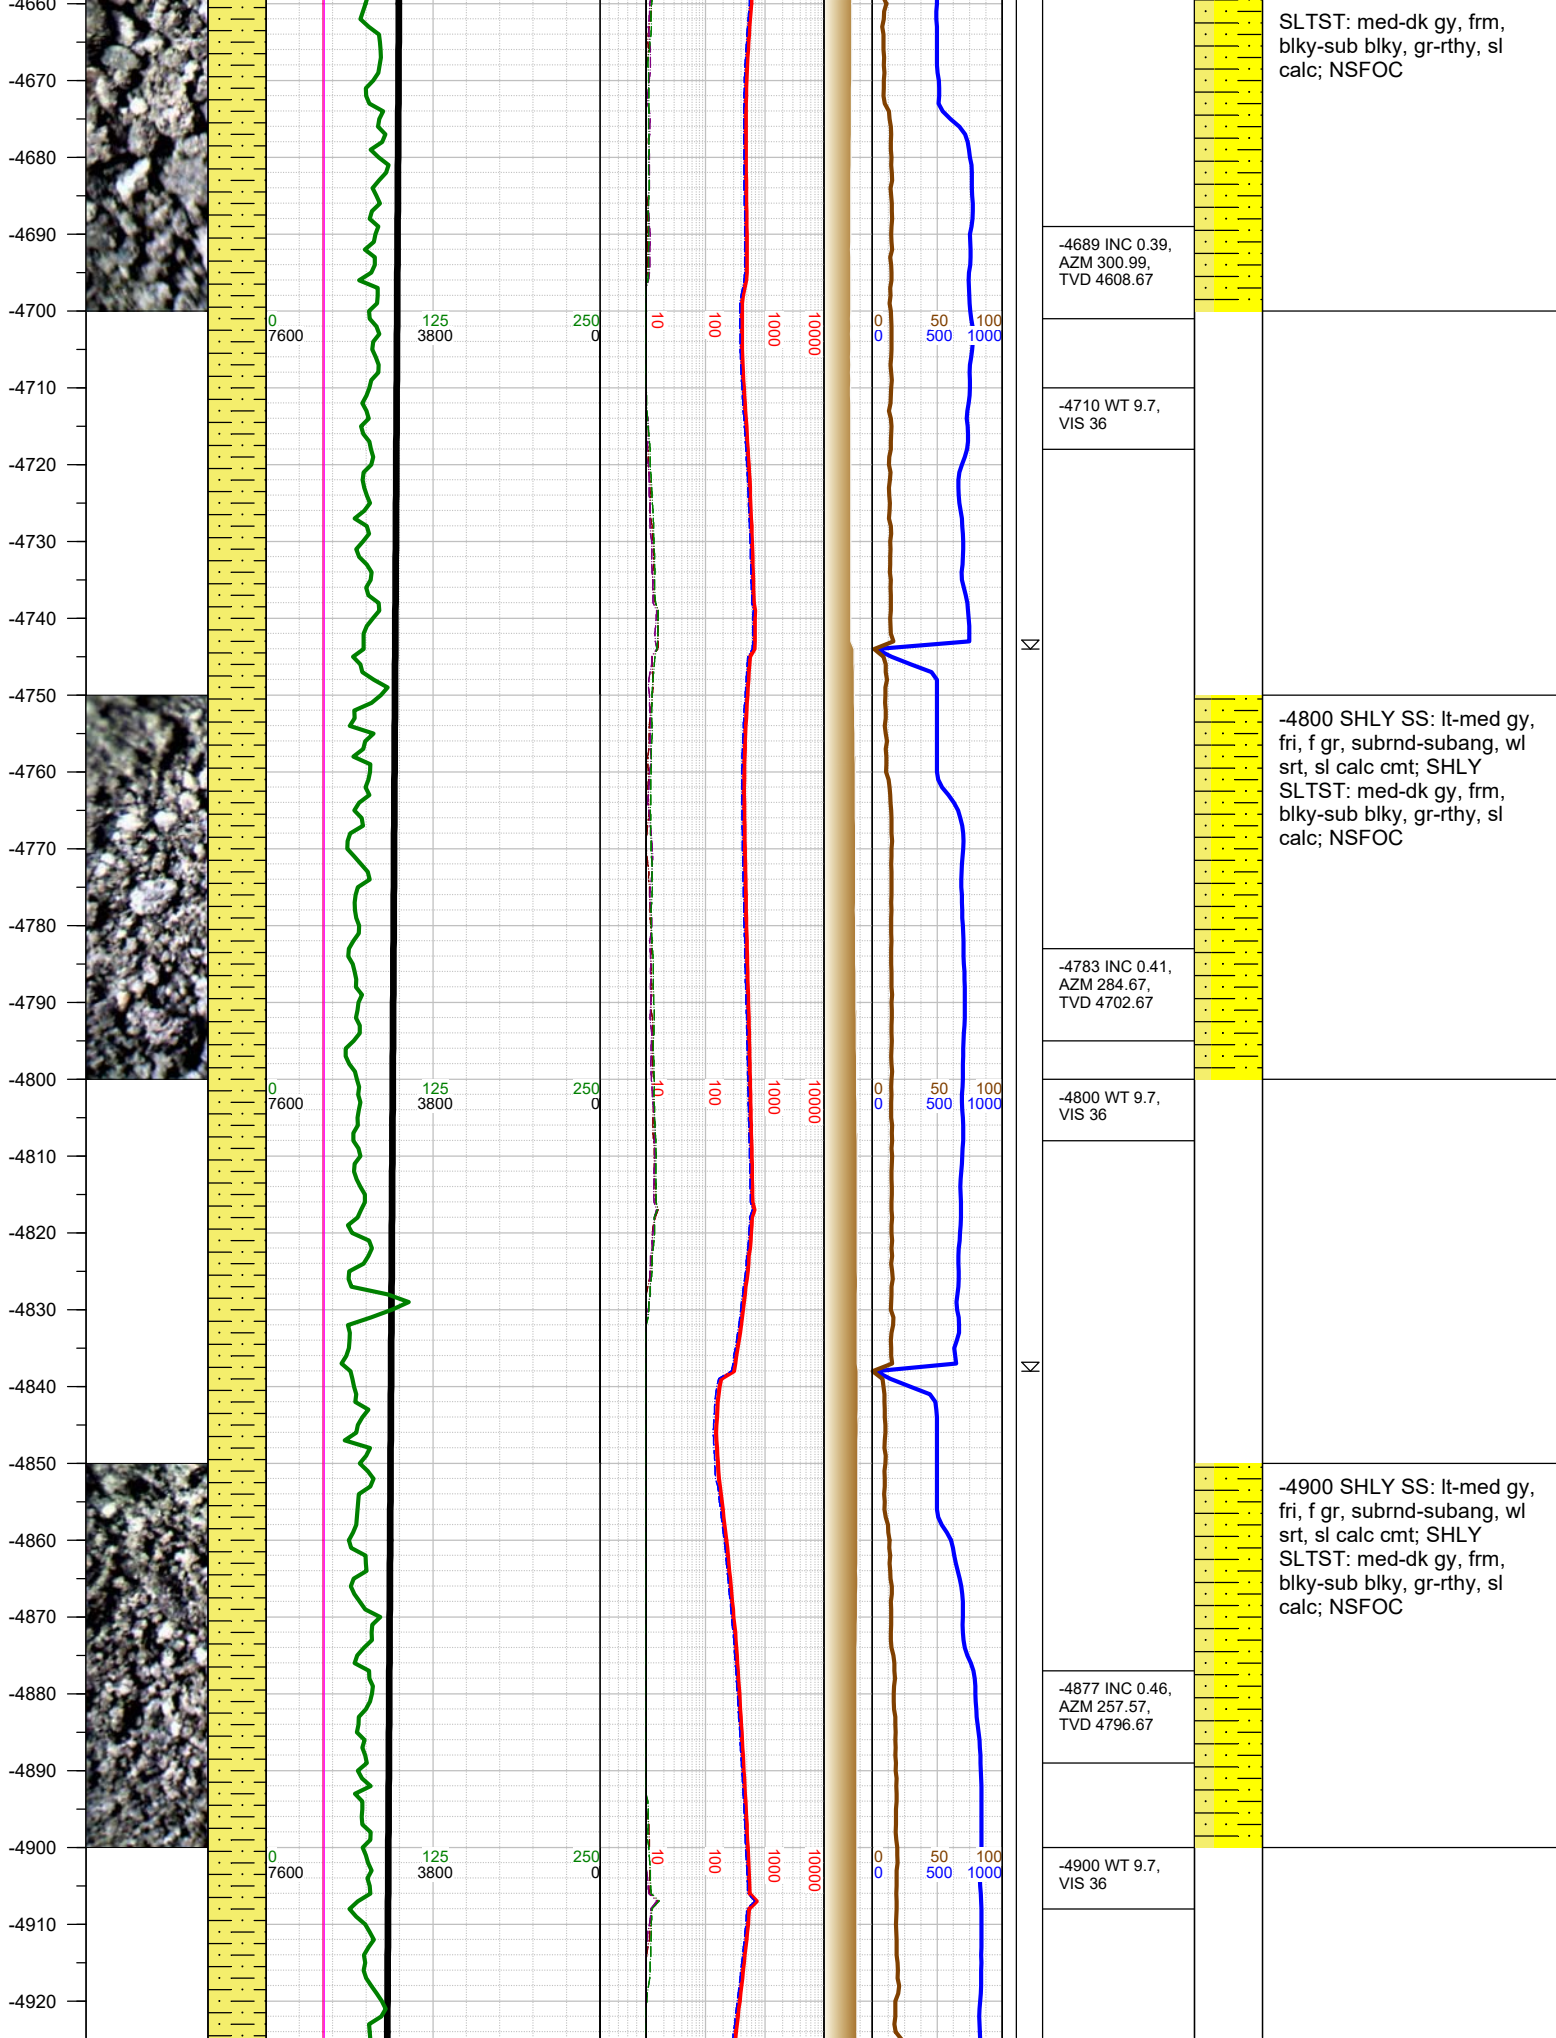 -4660
SLTST: med-dk gy, frm,
blky-sub blky, gr-rthy, sl
calc; NSFOC
-4670
-4680
-4690
-4689 INC 0.39,
AZM 300.99,
TVD 4608.67
-4700
0 125 250 10 100 1000 10000 0 50 100
7600 3800 0 0 500 1000
-4710
-4710 WT 9.7,
VIS 36
-4720
-4730
-4740
-4750
-4800 SHLY SS: lt-med gy,
fri, f gr, subrnd-subang, wl
srt, sl calc cmt; SHLY
SLTST: med-dk gy, frm,
blky-sub blky, gr-rthy, sl
calc; NSFOC
-4760
-4770
-4780
-4790
-4783 INC 0.41,
AZM 284.67,
TVD 4702.67
-4800
0 125 250 10 100 1000 10000 0 50 100
7600 3800 0 0 500 1000
-4800 WT 9.7,
VIS 36
-4810
-4820
-4830
-4840
-4850
-4900 SHLY SS: lt-med gy,
fri, f gr, subrnd-subang, wl
srt, sl calc cmt; SHLY
SLTST: med-dk gy, frm,
blky-sub blky, gr-rthy, sl
calc; NSFOC
-4860
-4870
-4880
-4877 INC 0.46,
AZM 257.57,
TVD 4796.67
-4890
-4900
0 125 250 10 100 1000 10000 0 50 100
7600 3800 0 0 500 1000
-4900 WT 9.7,
VIS 36
-4910
-4920